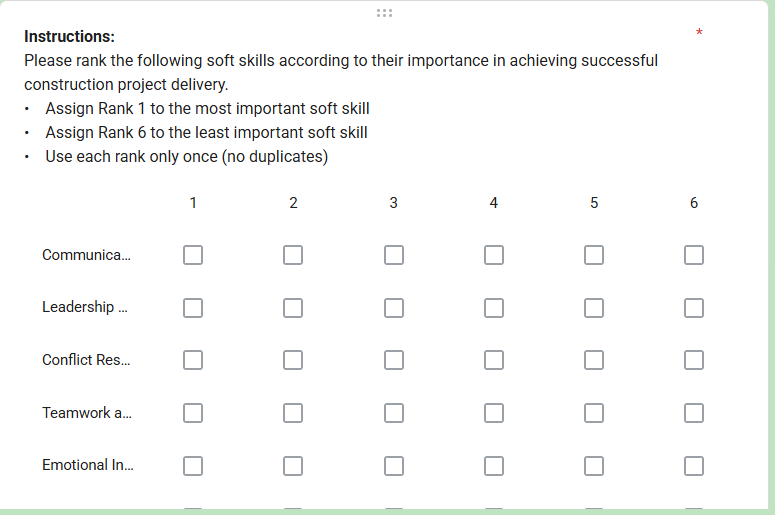 Instructions: *
Please rank the following soft skills according to their importance in achieving successful
construction project delivery.
• Assign Rank 1 to the most important soft skill
• Assign Rank 6 to the least important soft skill
• Use each rank only once (no duplicates)
1 2 3 4 5 6
Communica...
Leadership ...
Conflict Res...
Teamwork a...
Emotional In...